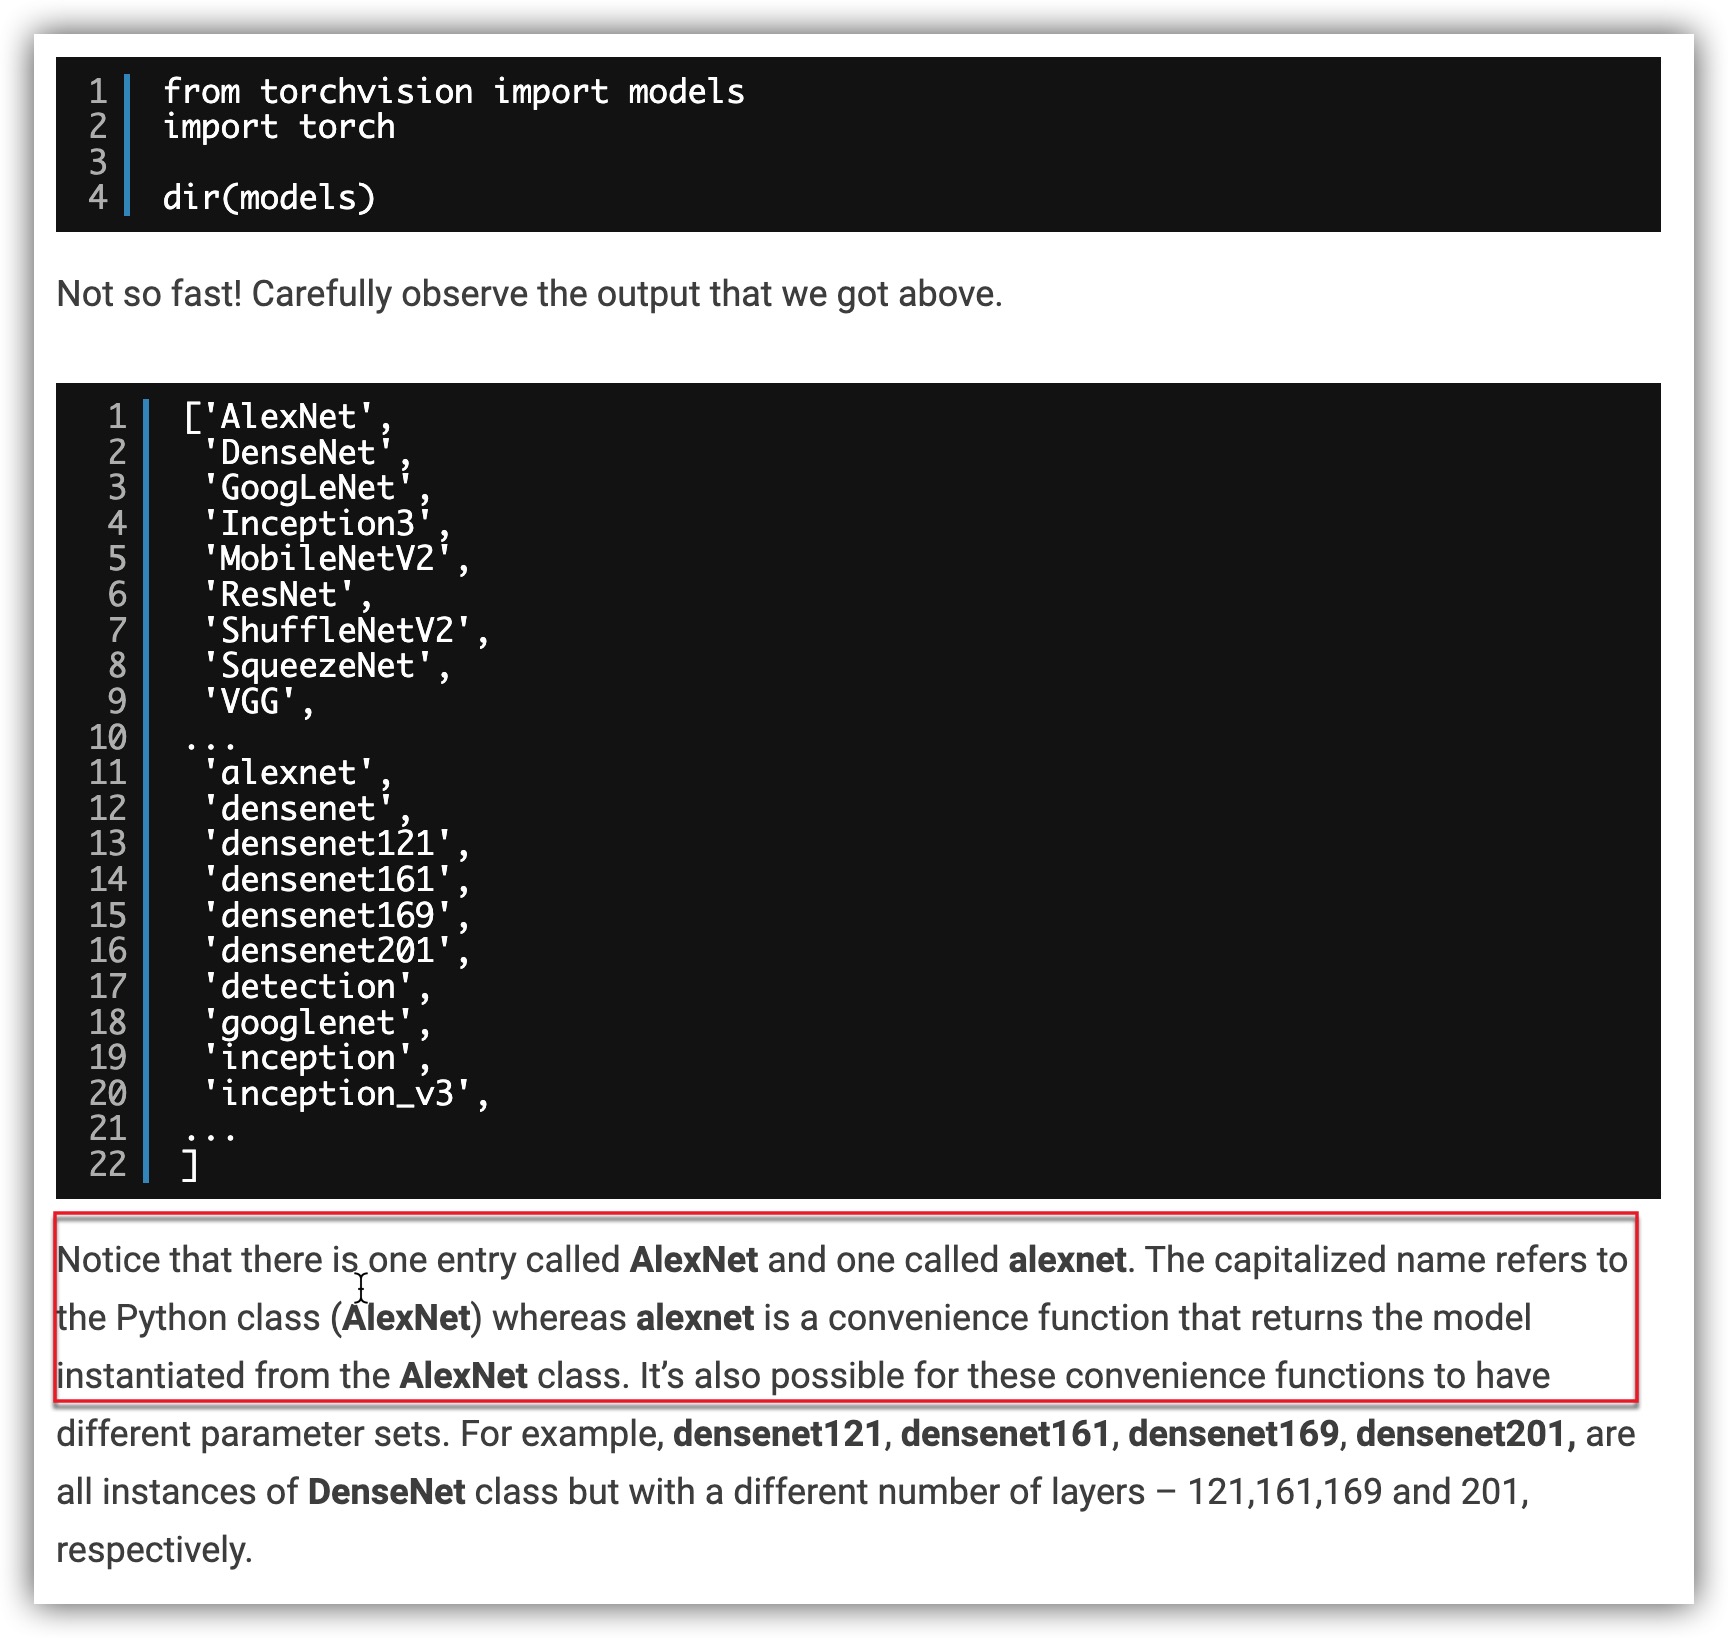 1 from torchvision import models
2 import torch
3
4 dir(models)
Not so fast! Carefully observe the output that we got above.
1 ['AlexNet',
2 'DenseNet',
3 'GoogLeNet',
4 'Inception3',
5 'MobileNetV2',
6 'ResNet',
7 'ShuffleNetV2',
8 'SqueezeNet',
9 'VGG',
10 ...
11 'alexnet',
12 'densenet',
13 'densenet121',
14 'densenet161',
15 'densenet169',
16 'densenet201',
17 'detection',
18 'googlenet',
19 'inception',
20 'inception_v3',
21 ...
22 ]
Notice that there is one entry called AlexNet and one called alexnet. The capitalized name refers to
the Python class (AlexNet) whereas alexnet is a convenience function that returns the model
instantiated from the AlexNet class. It’s also possible for these convenience functions to have
different parameter sets. For example, densenet121, densenet161, densenet169, densenet201, are
all instances of DenseNet class but with a different number of layers – 121,161,169 and 201,
respectively.